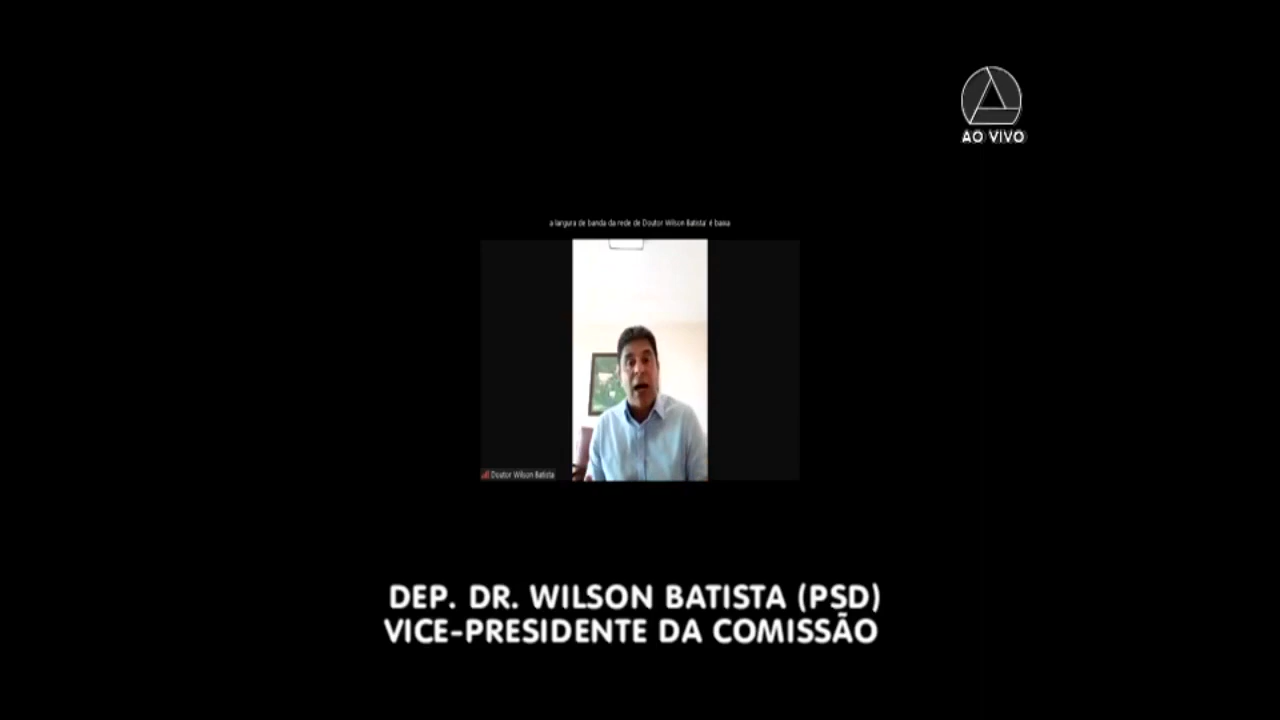 AO VIVO
a largura de banda da rede de Doutor Wilson Batista' é baixa
Doutor Wilson Batista
DEP. DR. WILSON BATISTA (PSD)
VICE-PRESIDENTE DA COMISSÃO